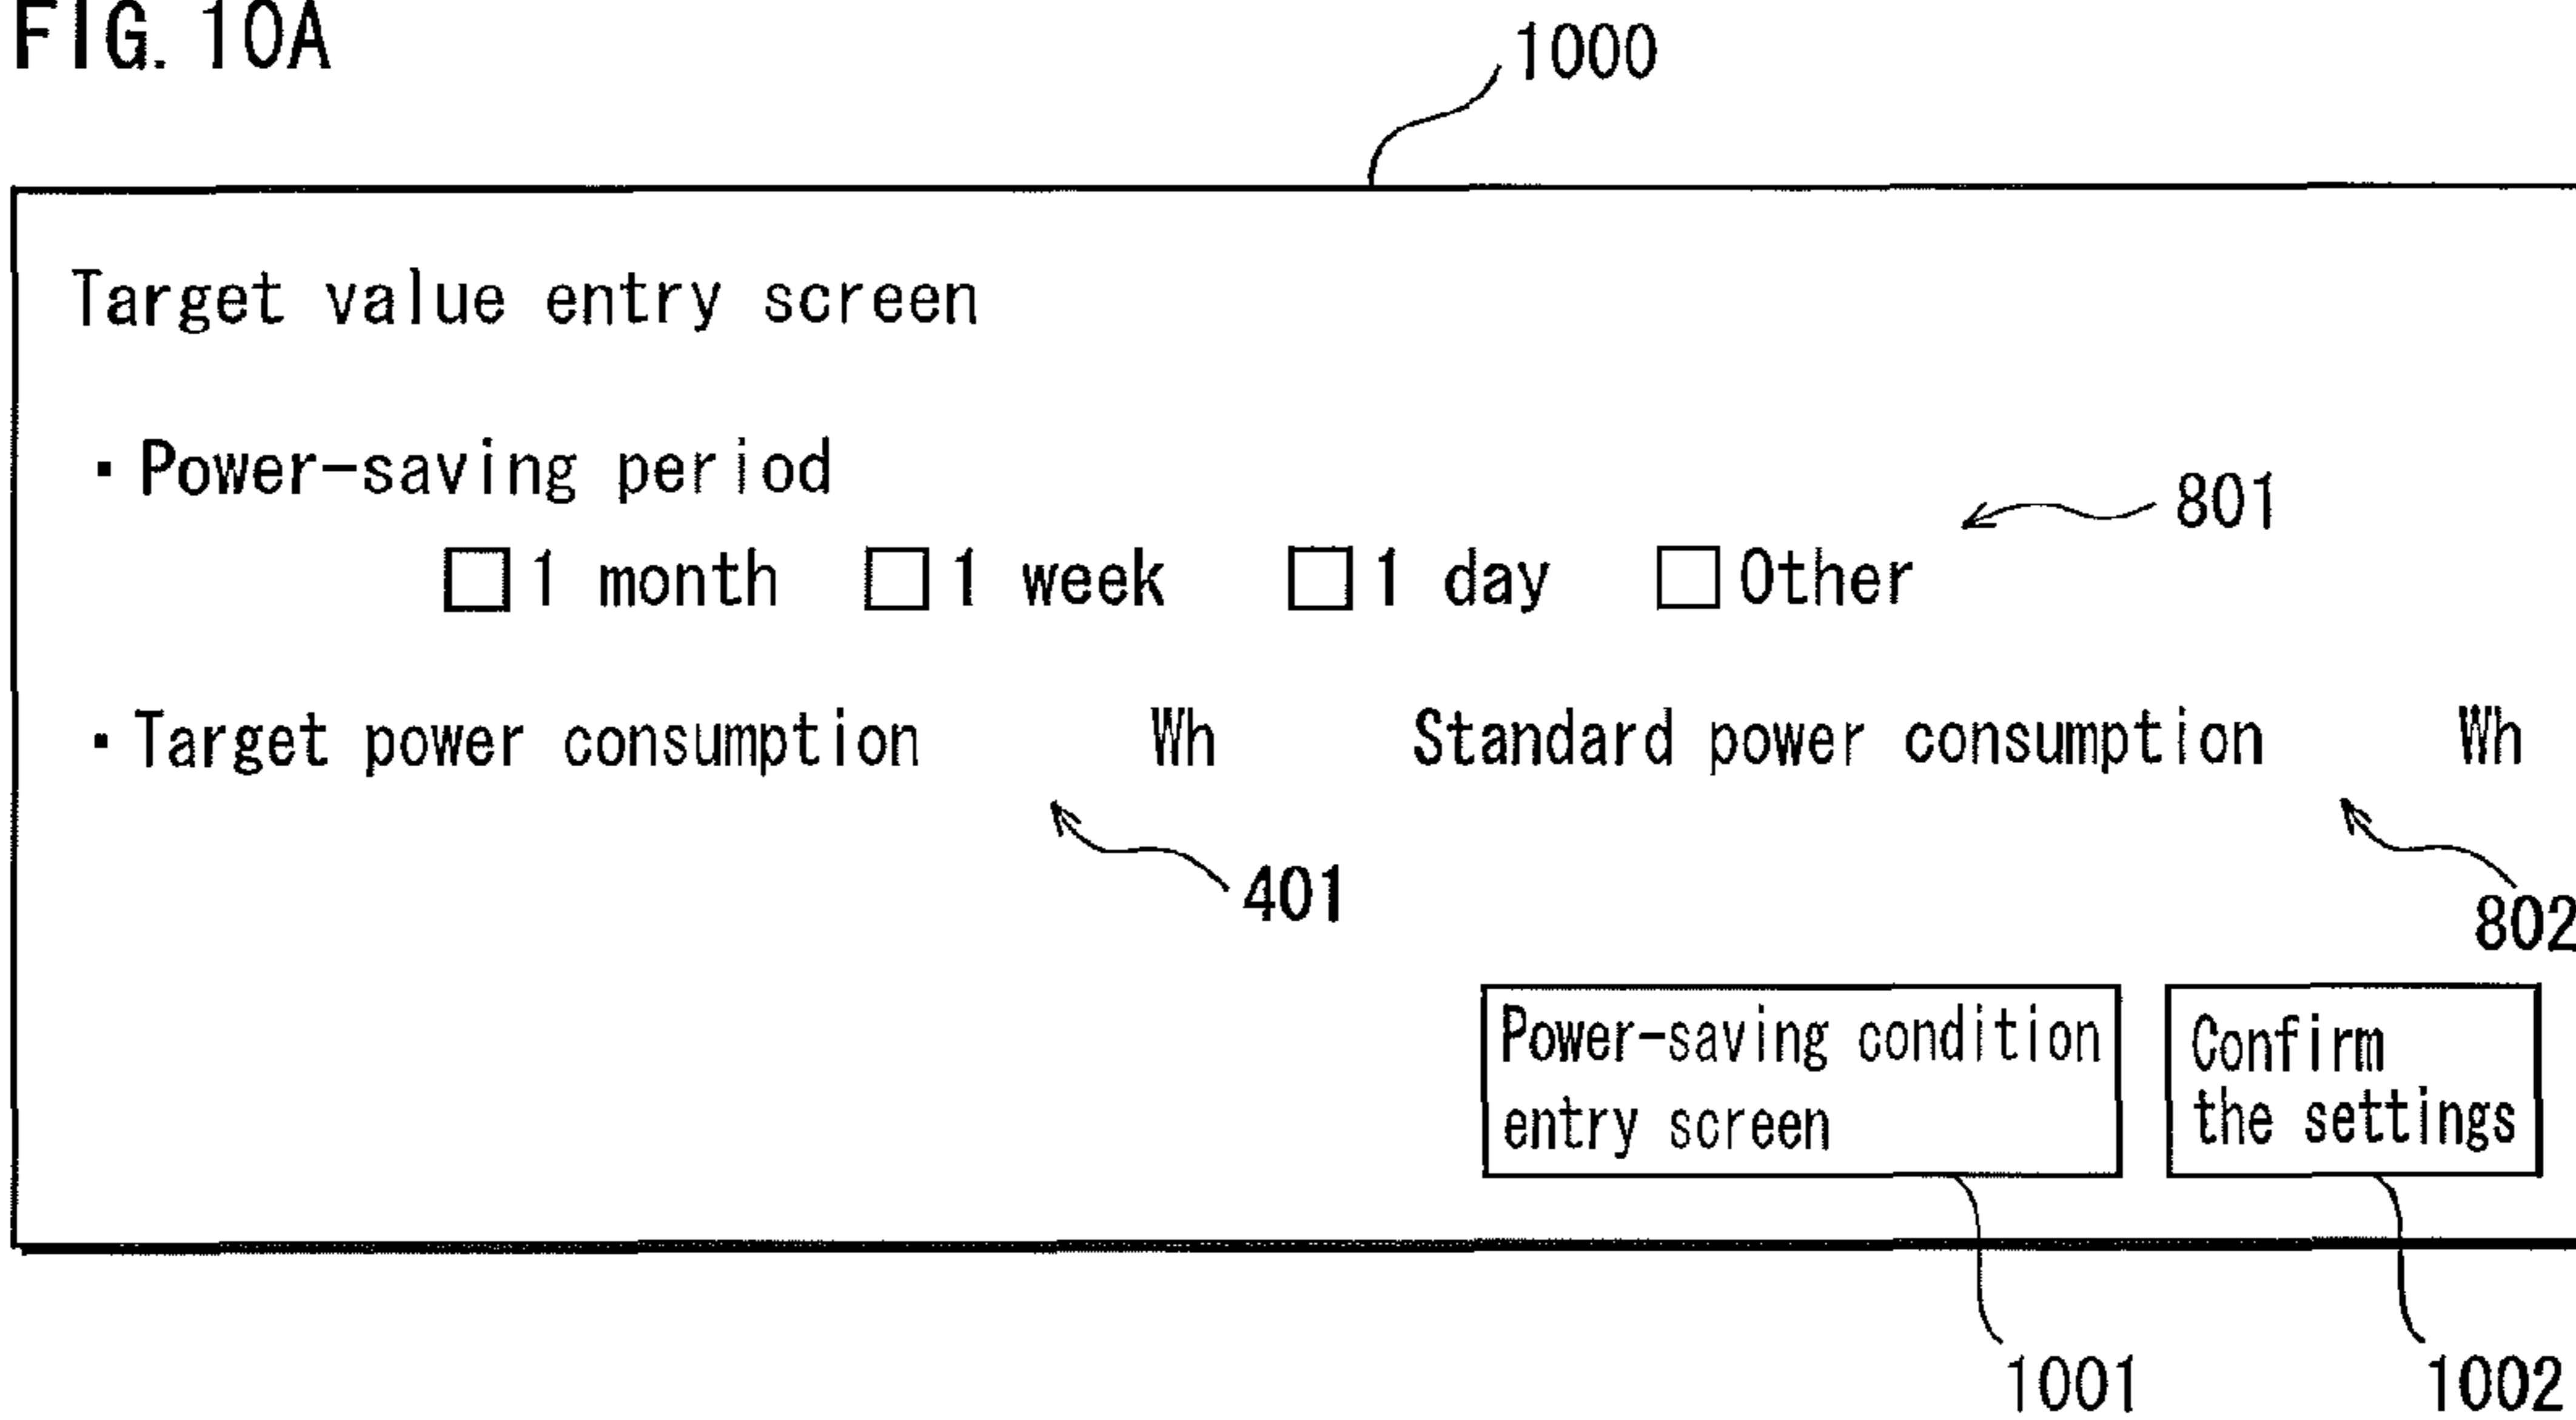 FIG. 10A
1000
Target value entry screen
・Power-saving period
801
□1 month □1 week □1 day □Other
・Target power consumption Wh Standard power consumption Wh
401
802
Power-saving condition
entry screen
Confirm
the settings
1001
1002